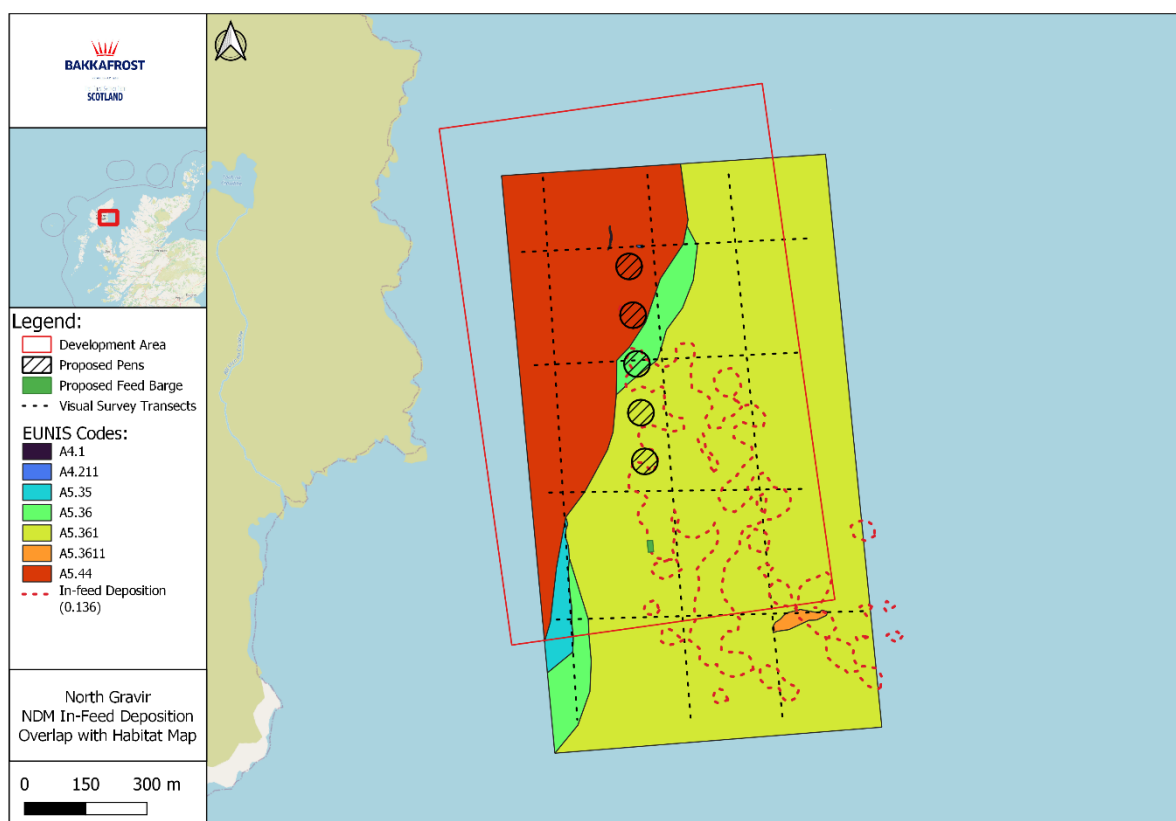 BAKKAFROST
SCOTLAND
Legend:
Development Area
Proposed Pens
Proposed Feed Barge
Visual Survey Transects
EUNIS Codes:
A4.1
A4.211
A5.35
A5.36
A5.361
A5.3611
A5.44
In-feed Deposition
(0.136)
North Gravir
NDM In-Feed Deposition
Overlap with Habitat Map
0 150 300 m